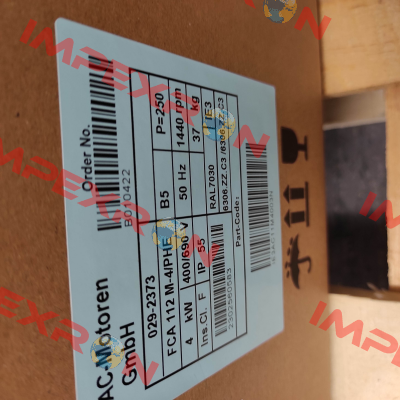 AC-Motoren
GmbH
Order No.
B000422
029-2373
P=250
FCA 112 M-4/PHE
B5
1440 rpm
4 kW
400/690 V
50 Hz
37 kg
Ins.Cl. F
IP 55
RAL7030
IE3
6306.ZZ.C3 /6306.ZZ.C3
2302560583
Part-Code:
IMPEXRON